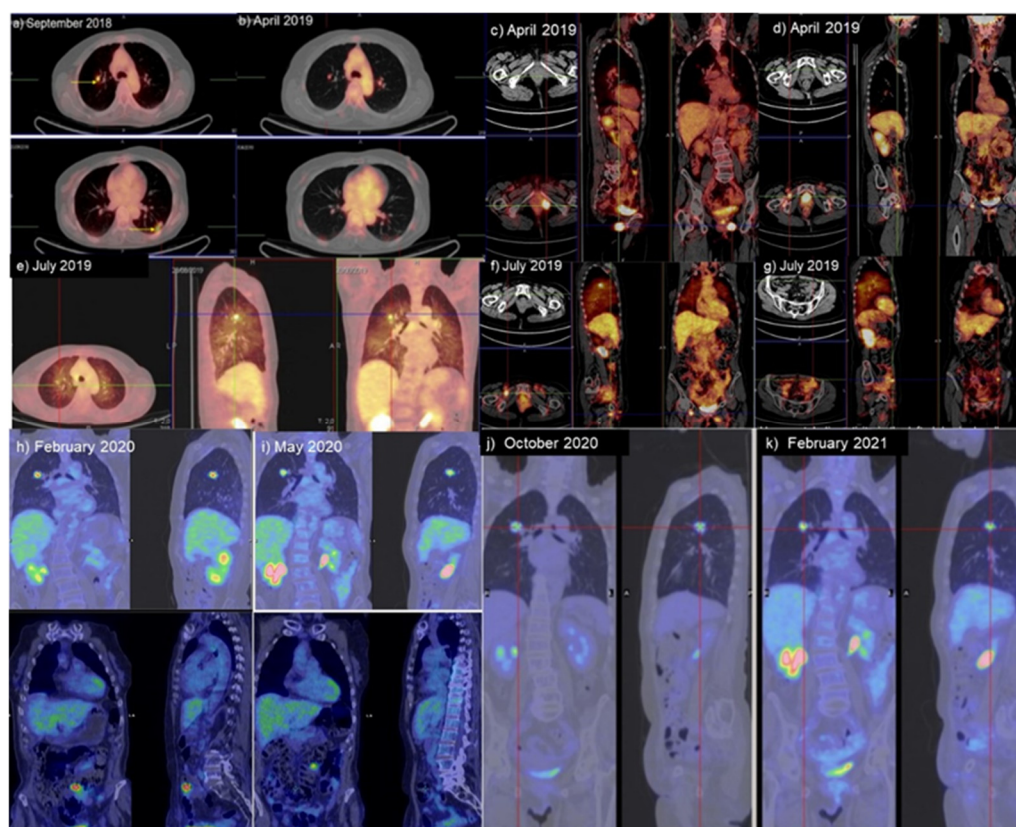 a) September 2018
b) April 2019
c) April 2019
d) April 2019
e) July 2019
f) July 2019
g) July 2019
h) February 2020
i) May 2020
j) October 2020
k) February 2021